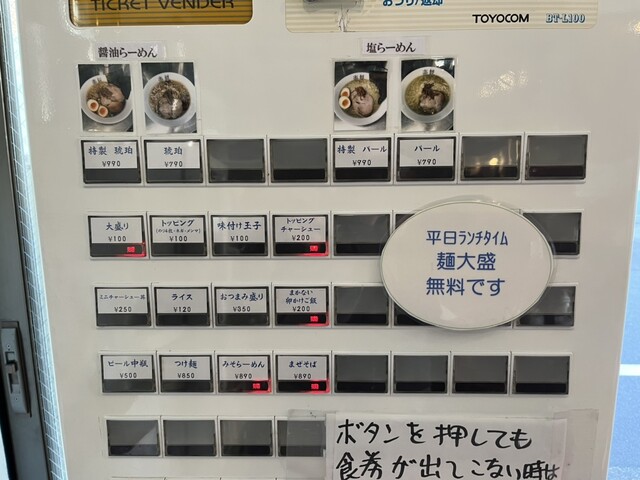 TICKET VENDER
おつり/返却
TOYOCOM BT-L100
醤油らーめん
塩らーめん
特製 琥珀
¥990
琥珀
¥790
特製 パール
¥990
パール
¥790
大盛り
¥100
トッピング
¥100
味付け玉子
¥100
トッピング
チャーシュー
¥200
平日ランチタイム
麺大盛
無料です
ミニチャーシュー丼
¥250
ライス
¥120
おつまみ盛り
¥350
まかない
卵かけご飯
¥200
ビール中瓶
¥500
つけ麺
¥850
みそらーめん
¥890
まぜそば
¥890
ボタンを押しても
食券が出てこない時は